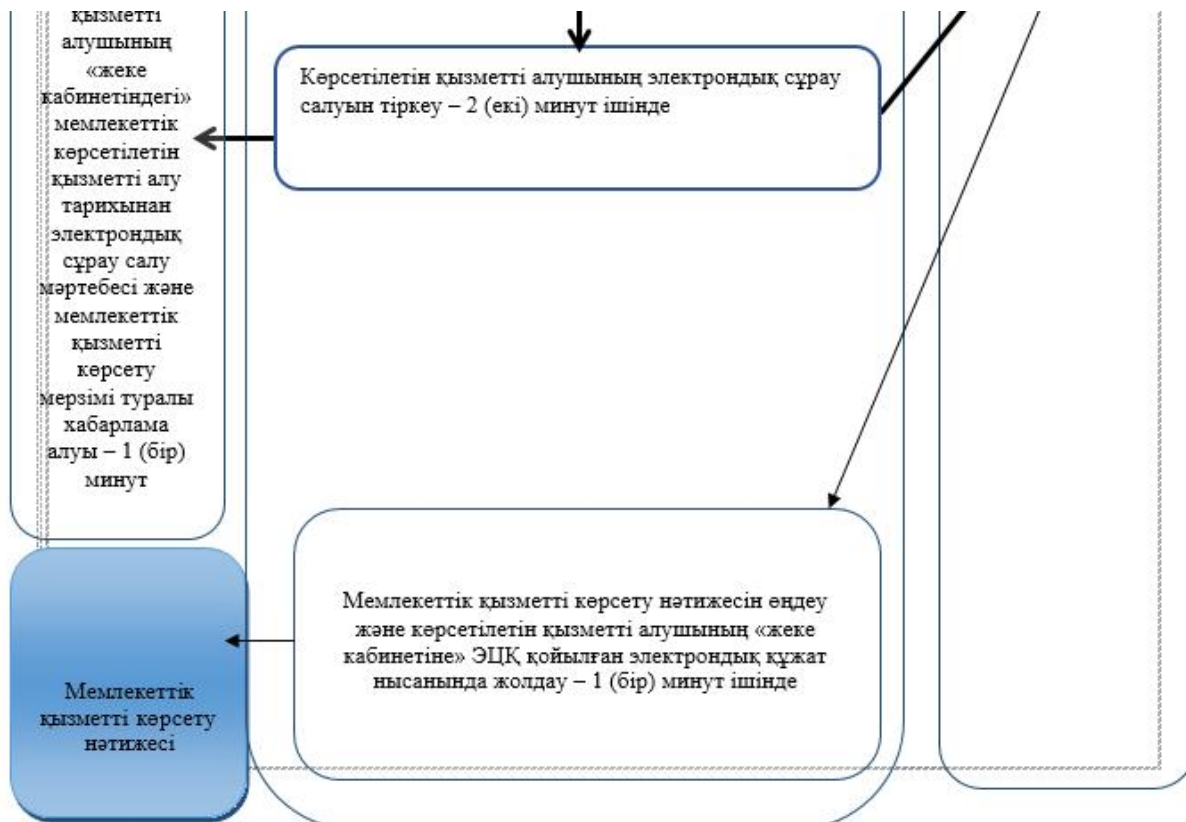 қызметті
алушының
«жеке
кабинетіндегі»
мемлекеттік
көрсетілетін
қызметті алу
тарихынан
электрондық
сұрау салу
мәртебесі және
мемлекеттік
қызметті
көрсету
мерзімі туралы
хабарлама
алуы – 1 (бір)
минут
Көрсетілетін қызметті алушының электрондық сұрау
салуын тіркеу – 2 (екі) минут ішінде
Мемлекеттік қызметті көрсету нәтижесін өңдеу
және көрсетілетін қызметті алушының «жеке
кабинетіне» ЭЦҚ қойылған электрондық құжат
нысанында жолдау – 1 (бір) минут ішінде
Мемлекеттік
қызметті көрсету
нәтижесі